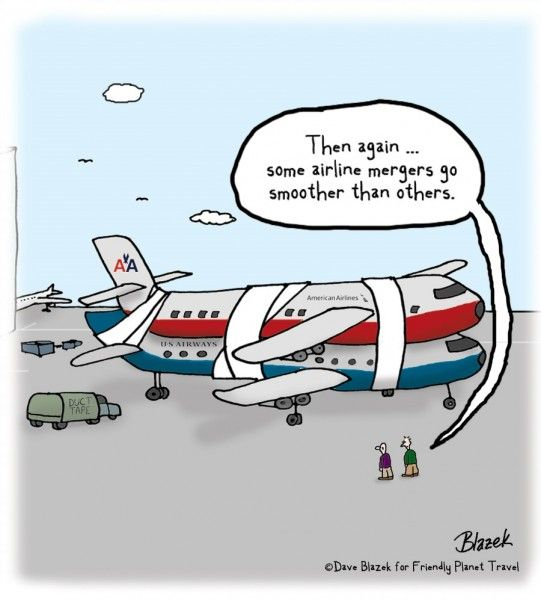 Then again ...
some airline mergers go
smoother than others.
AA
American Airlines
U·S AIRWAYS
DUCT
TAPE
Blazek
©Dave Blazek for Friendly Planet Travel